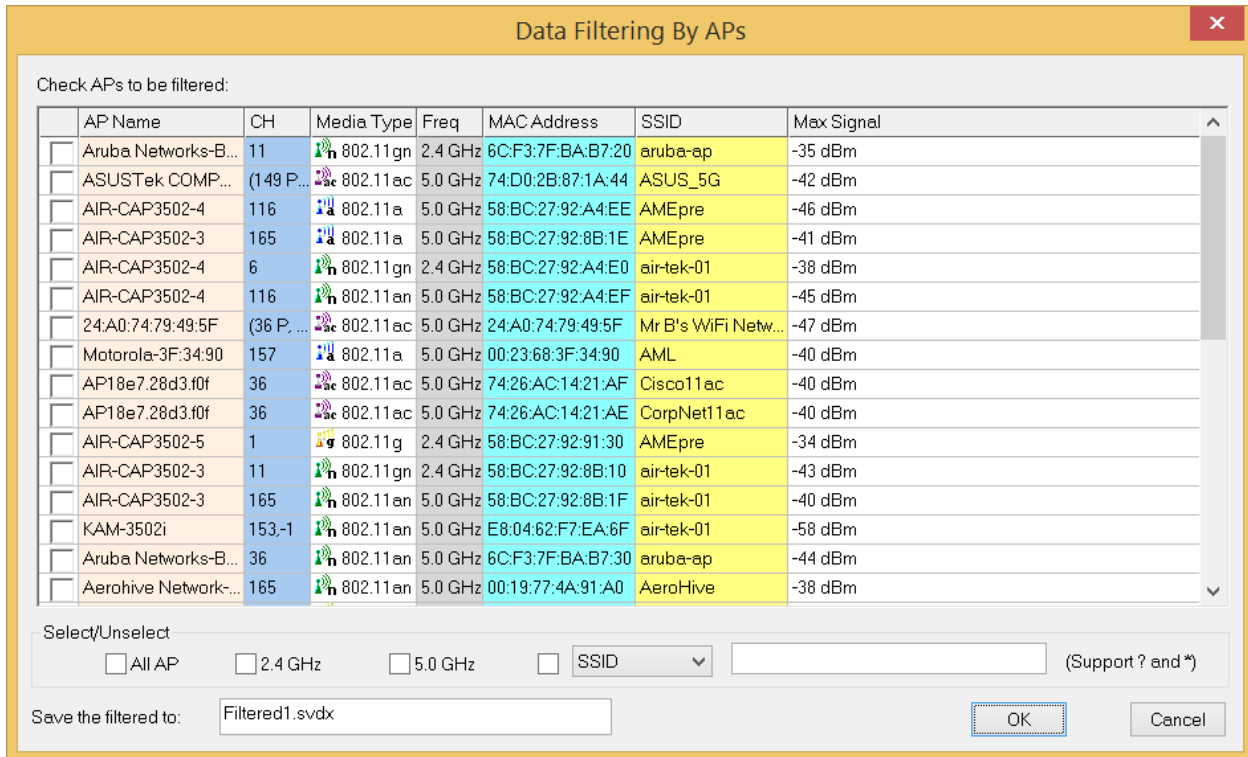 Data Filtering By APs
Check APs to be filtered:
AP Name CH Media Type Freq MAC Address SSID Max Signal
Aruba Networks-B... 11 802.11gn 2.4 GHz 6C:F3:7F:BA:B7:20 aruba-ap -35 dBm
ASUSTek COMP... (149 P... 802.11ac 5.0 GHz 74:D0:2B:87:1A:44 ASUS_5G -42 dBm
AIR-CAP3502-4 116 802.11a 5.0 GHz 58:BC:27:92:A4:EE AMEpre -46 dBm
AIR-CAP3502-3 165 802.11a 5.0 GHz 58:BC:27:92:8B:1E AMEpre -41 dBm
AIR-CAP3502-4 6 802.11gn 2.4 GHz 58:BC:27:92:A4:E0 air-tek-01 -38 dBm
AIR-CAP3502-4 116 802.11an 5.0 GHz 58:BC:27:92:A4:EF air-tek-01 -45 dBm
24:A0:74:79:49:5F (36 P, ... 802.11ac 5.0 GHz 24:A0:74:79:49:5F Mr B's WiFi Netw... -47 dBm
Motorola-3F:34:90 157 802.11a 5.0 GHz 00:23:68:3F:34:90 AML -40 dBm
AP18e7.28d3.f0f 36 802.11ac 5.0 GHz 74:26:AC:14:21:AF Cisco11ac -40 dBm
AP18e7.28d3.f0f 36 802.11ac 5.0 GHz 74:26:AC:14:21:AE CorpNet11ac -40 dBm
AIR-CAP3502-5 1 802.11g 2.4 GHz 58:BC:27:92:91:30 AMEpre -34 dBm
AIR-CAP3502-3 11 802.11gn 2.4 GHz 58:BC:27:92:8B:10 air-tek-01 -43 dBm
AIR-CAP3502-3 165 802.11an 5.0 GHz 58:BC:27:92:8B:1F air-tek-01 -40 dBm
KAM-3502i 153,-1 802.11an 5.0 GHz E8:04:62:F7:EA:6F air-tek-01 -58 dBm
Aruba Networks-B... 36 802.11an 5.0 GHz 6C:F3:7F:BA:B7:30 aruba-ap -44 dBm
Aerohive Network-... 165 802.11an 5.0 GHz 00:19:77:4A:91:A0 AeroHive -38 dBm
Select/Unselect
All AP 2.4 GHz 5.0 GHz SSID (Support ? and *)
Save the filtered to: Filtered1.svdx OK Cancel